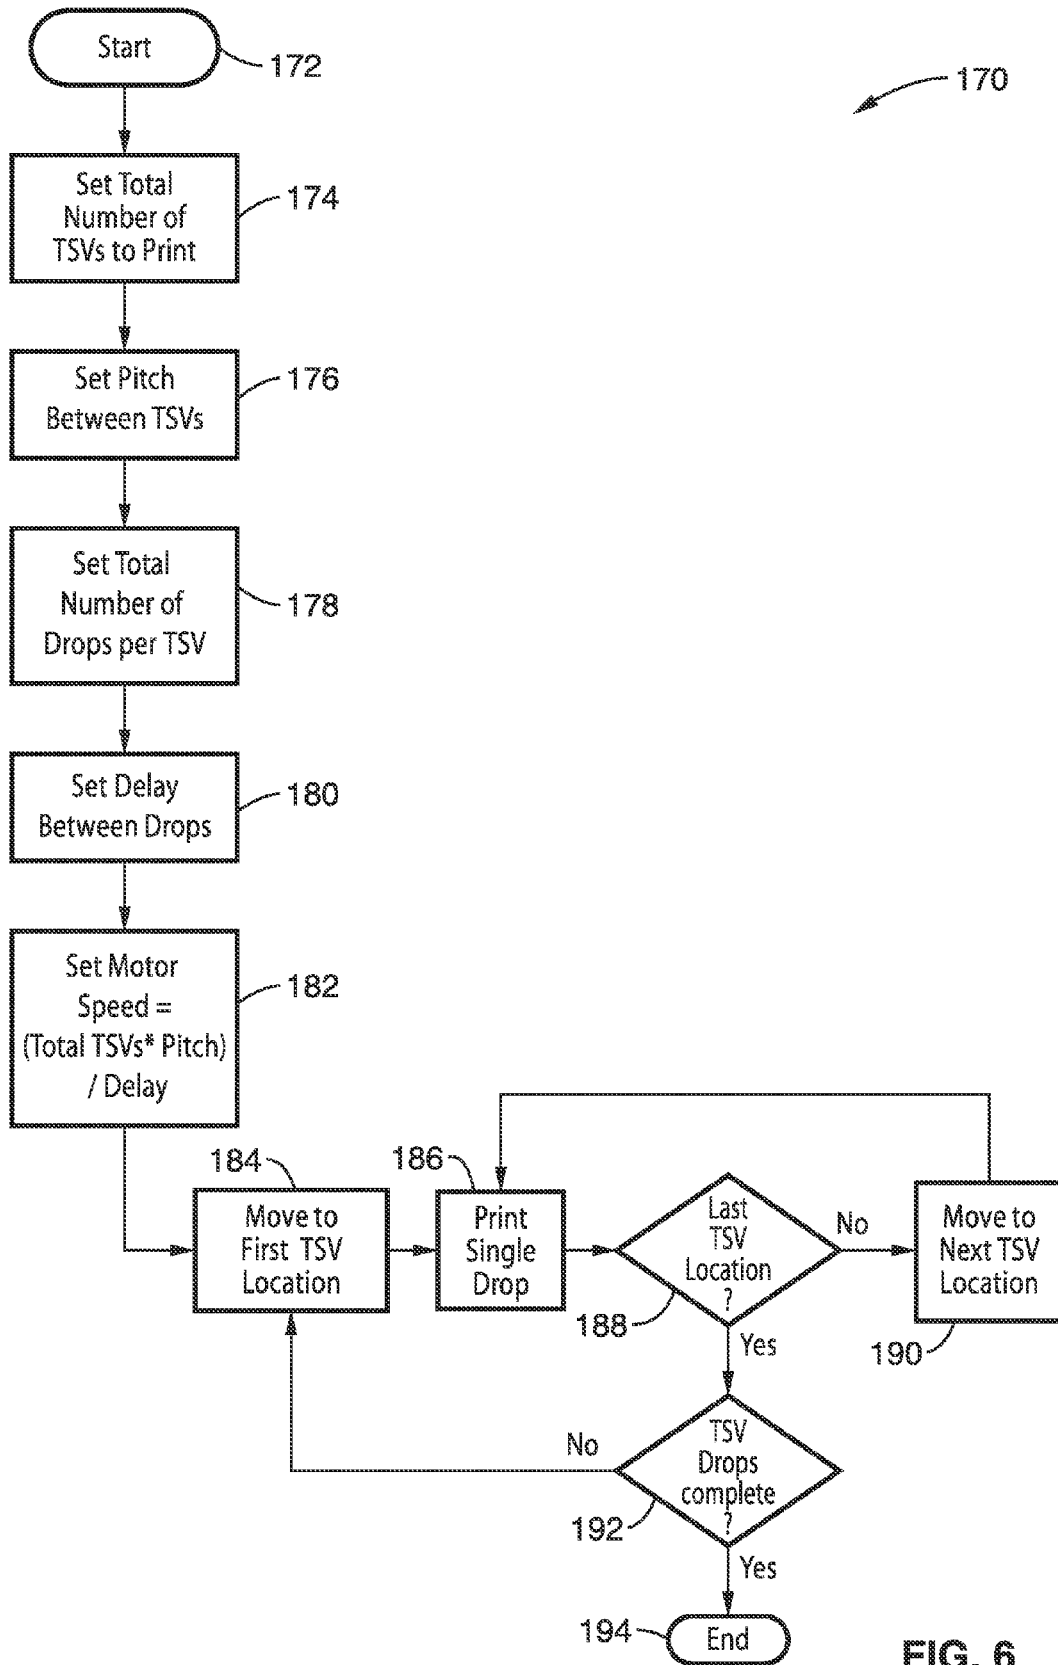 Start
172
170
Set Total
Number of
TSVs to Print
174
Set Pitch
Between TSVs
176
Set Total
Number of
Drops per TSV
178
Set Delay
Between Drops
180
Set Motor
Speed =
(Total TSVs* Pitch)
/ Delay
182
184
Move to
First TSV
Location
186
Print
Single
Drop
Last
TSV
Location
?
188
No
Yes
Move to
Next TSV
Location
190
TSV
Drops
complete
?
192
No
Yes
194
End
FIG. 6